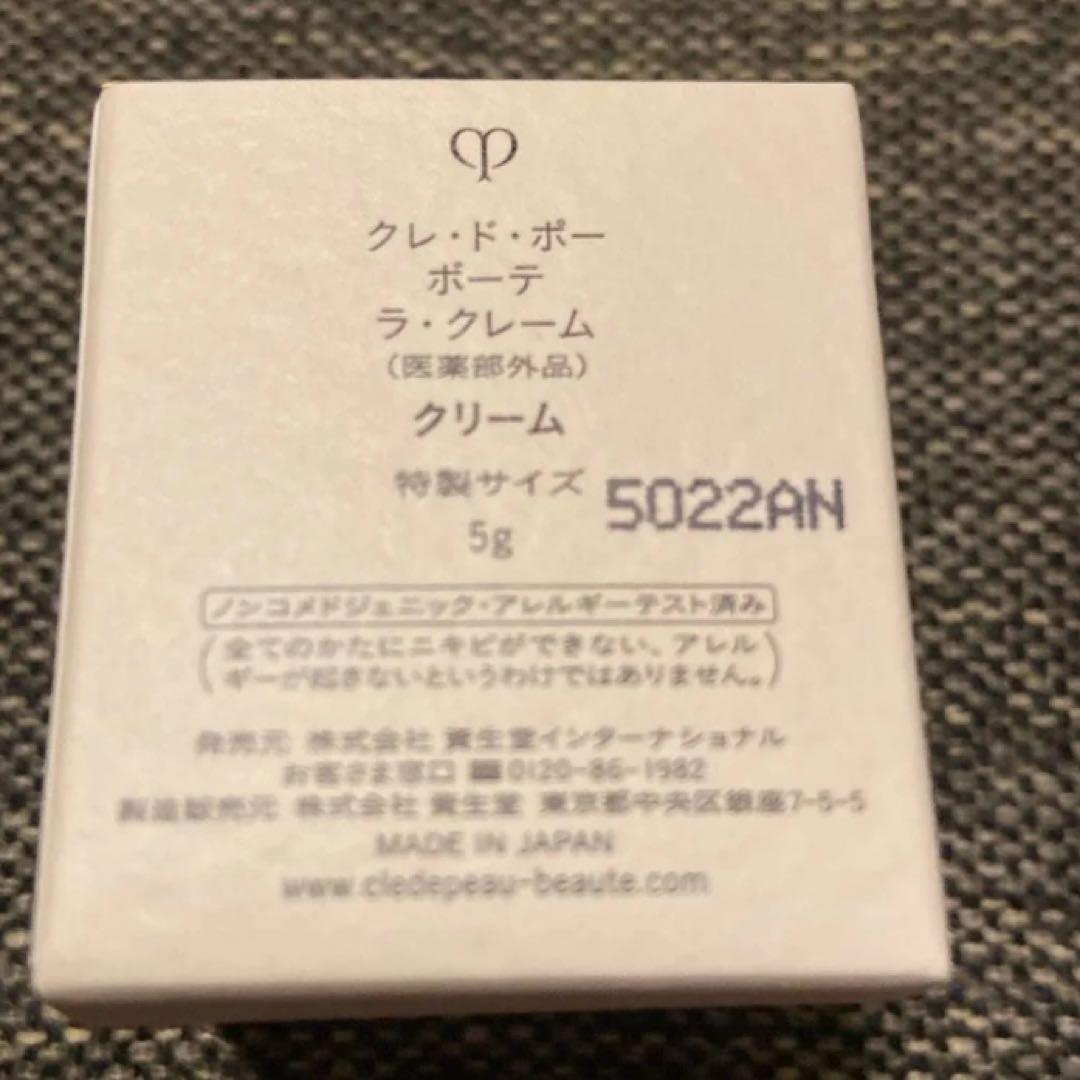 クレ・ド・ポー
ボーテ
ラ・クレーム
（医薬部外品）
クリーム
特製サイズ
5022AN
5g
ノンコメドジェニック・アレルギーテスト済み
（全てのかたにニキビができない、アレル
ギーが起きないというわけではありません。）
発売元 株式会社 資生堂インターナショナル
お客さま窓口 ☎0120-86-1982
製造販売元 株式会社 資生堂 東京都中央区銀座7-5-5
MADE IN JAPAN
www.cledepeau-beaute.com